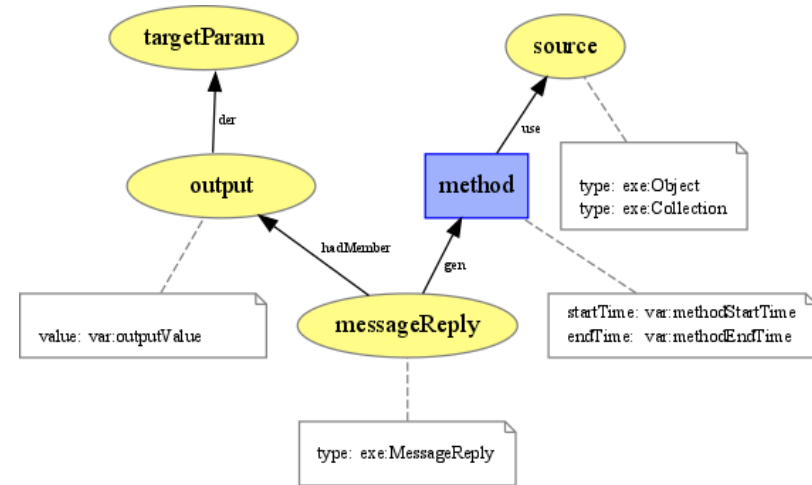 targetParam
source
der
use
output
method
type: exe:Object
type: exe:Collection
hadMember
gen
value: var:outputValue
messageReply
startTime: var:methodStartTime
endTime: var:methodEndTime
type: exe:MessageReply